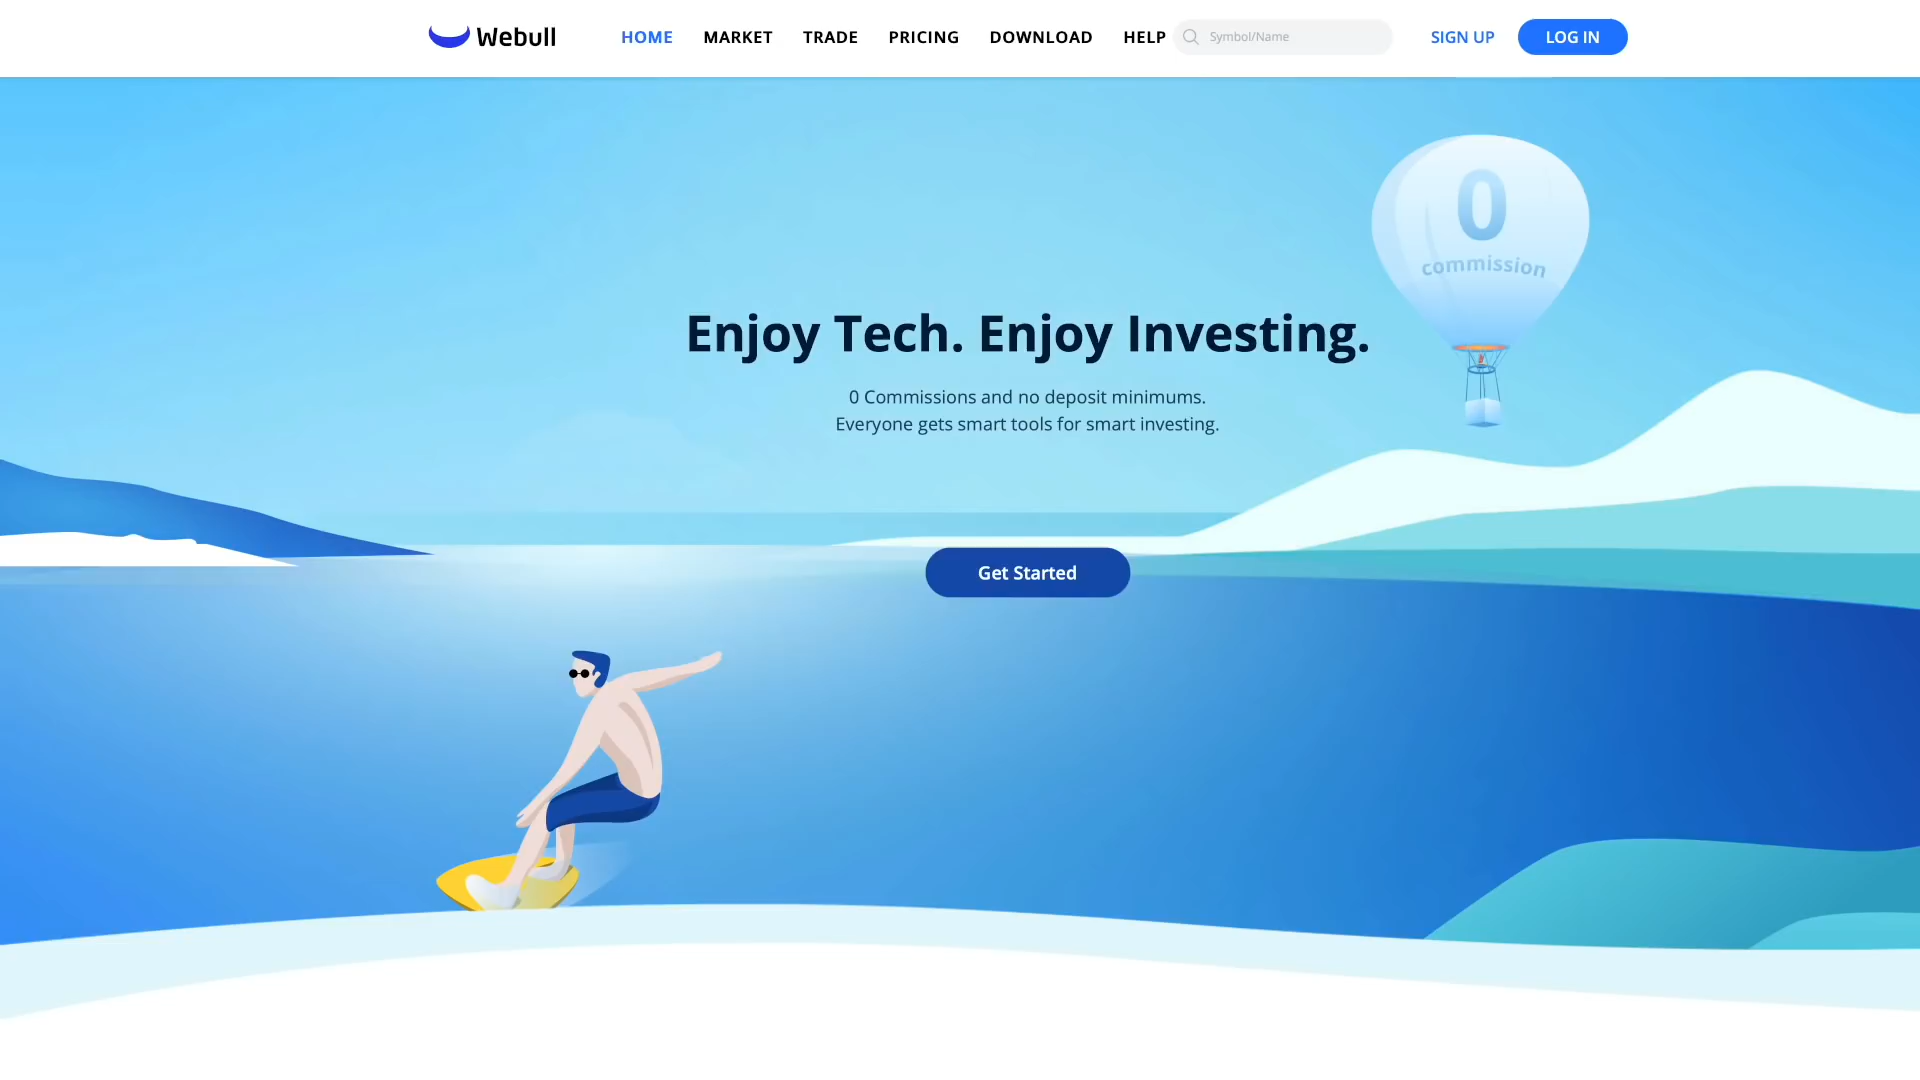 Webull
HOME
MARKET
TRADE
PRICING
DOWNLOAD
HELP
Symbol/Name
SIGN UP
LOG IN
0
commission
Enjoy Tech. Enjoy Investing.
0 Commissions and no deposit minimums.
Everyone gets smart tools for smart investing.
Get Started